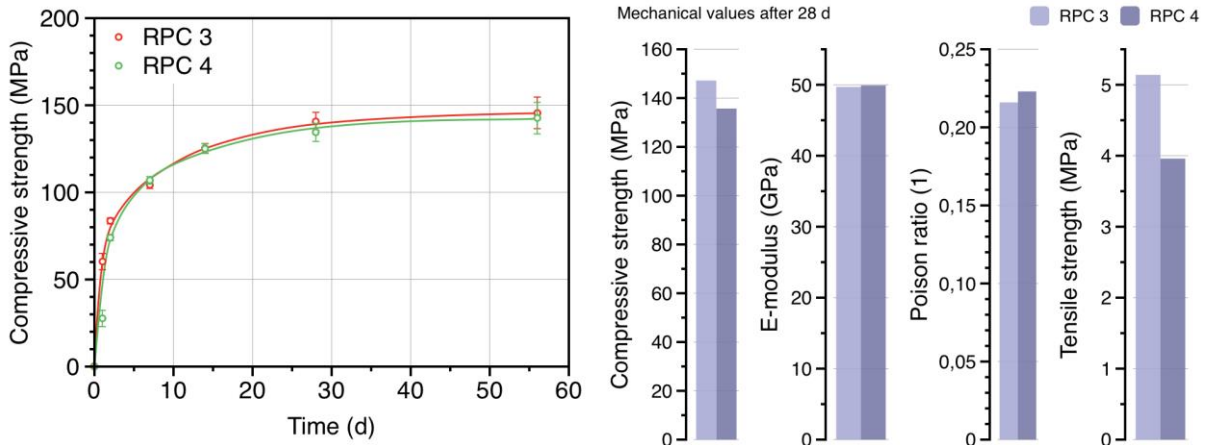 200
150
100
50
0
Compressive strength (MPa)
RPC 3
RPC 4
0 10 20 30 40 50 60
Time (d)
Mechanical values after 28 d
RPC 3 RPC 4
Compressive strength (MPa)
160
140
120
100
80
60
40
20
0
E-modulus (GPa)
50
40
30
20
10
0
Poison ratio (1)
0,25
0,20
0,15
0,10
0,05
0,0
Tensile strength (MPa)
5
4
3
2
1
0